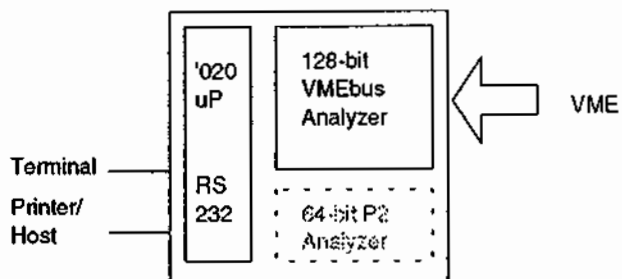 '020
uP
RS
232
128-bit
VMEbus
Analyzer
64-bit P2
Analyzer
VME
Terminal
Printer/
Host